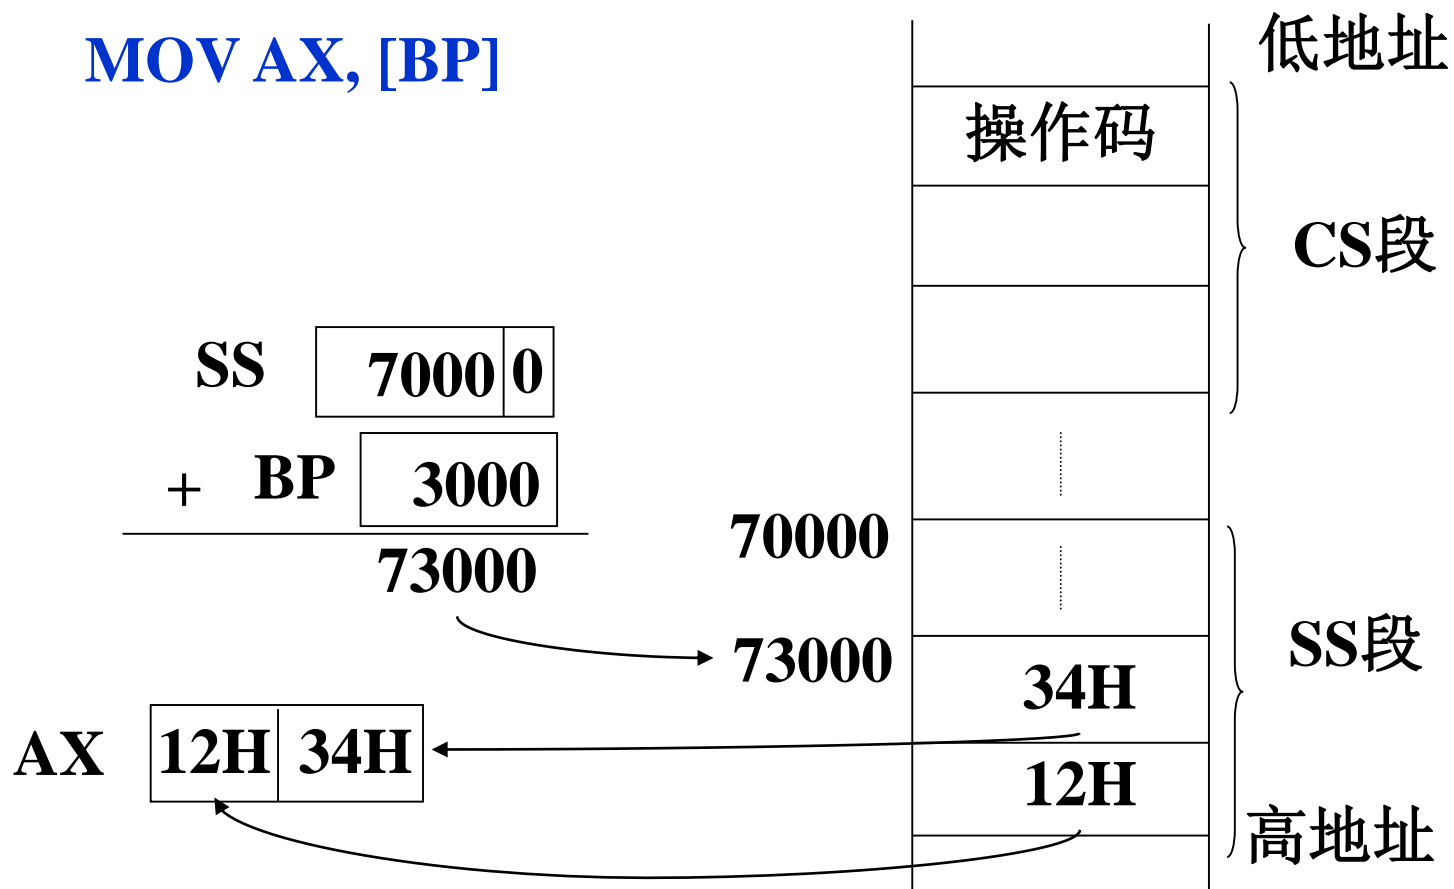 MOV AX, [BP]
低地址
操作码
CS段
SS 7000 0
+ BP 3000
73000
70000
73000
34H
SS段
AX 12H 34H
12H
高地址